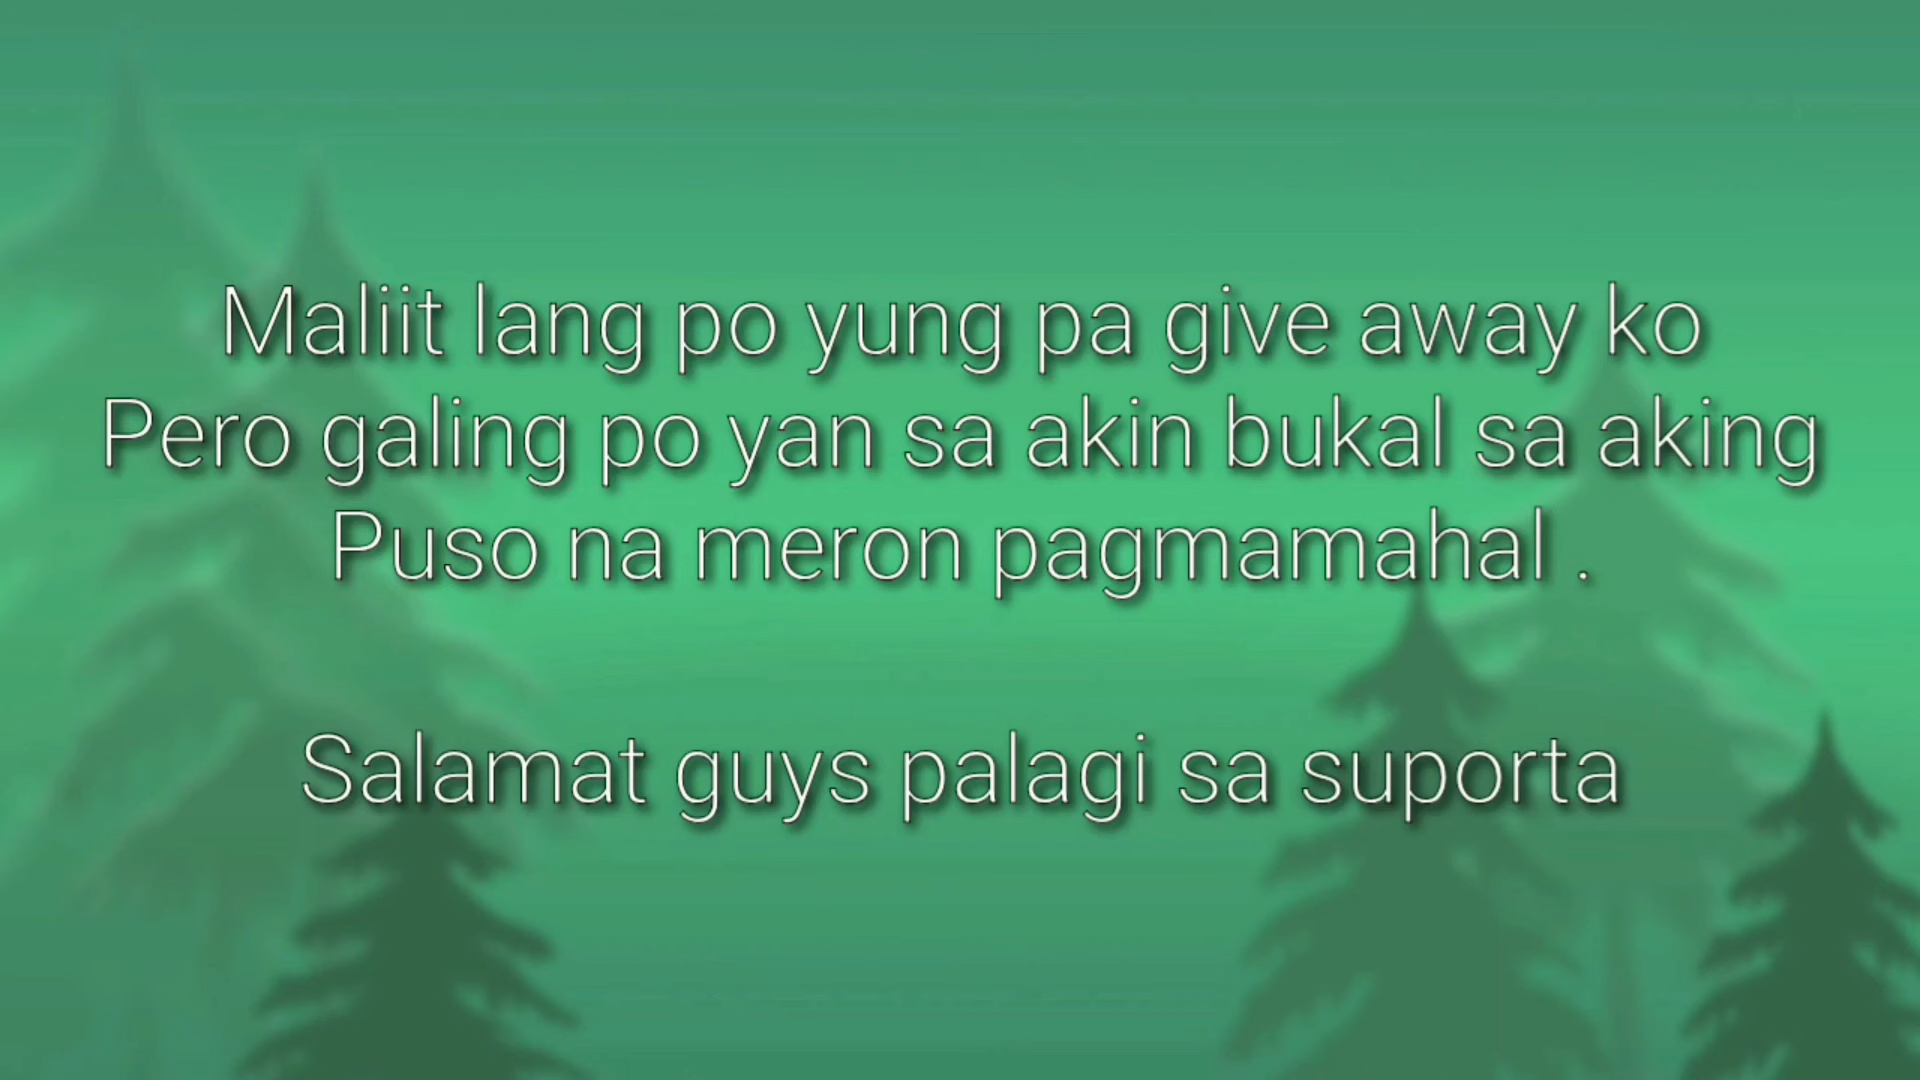 Maliit lang po yung pa give away ko
Pero galing po yan sa akin bukal sa aking
Puso na meron pagmamahal .
Salamat guys palagi sa suporta